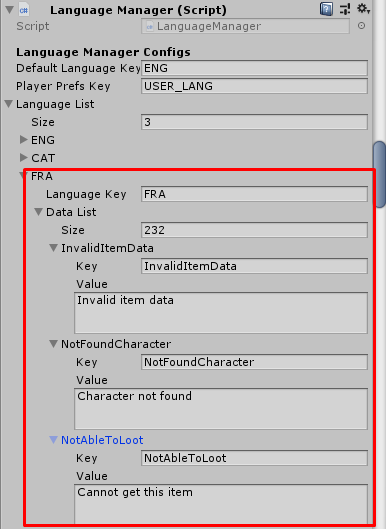 Language Manager (Script)
Script LanguageManager
Language Manager Configs
Default Language Key ENG
Player Prefs Key USER_LANG
Language List
Size 3
ENG
CAT
FRA
Language Key FRA
Data List
Size 232
InvalidItemData
Key InvalidItemData
Value
Invalid item data
NotFoundCharacter
Key NotFoundCharacter
Value
Character not found
NotAbleToLoot
Key NotAbleToLoot
Value
Cannot get this item